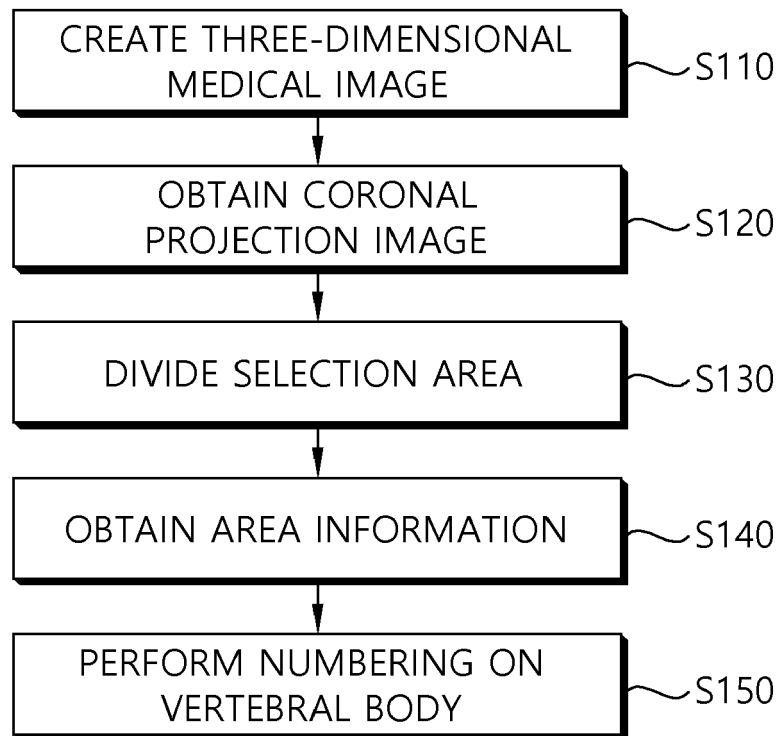 CREATE THREE-DIMENSIONAL
MEDICAL IMAGE
S110
OBTAIN CORONAL
PROJECTION IMAGE
S120
DIVIDE SELECTION AREA
S130
OBTAIN AREA INFORMATION
S140
PERFORM NUMBERING ON
VERTEBRAL BODY
S150